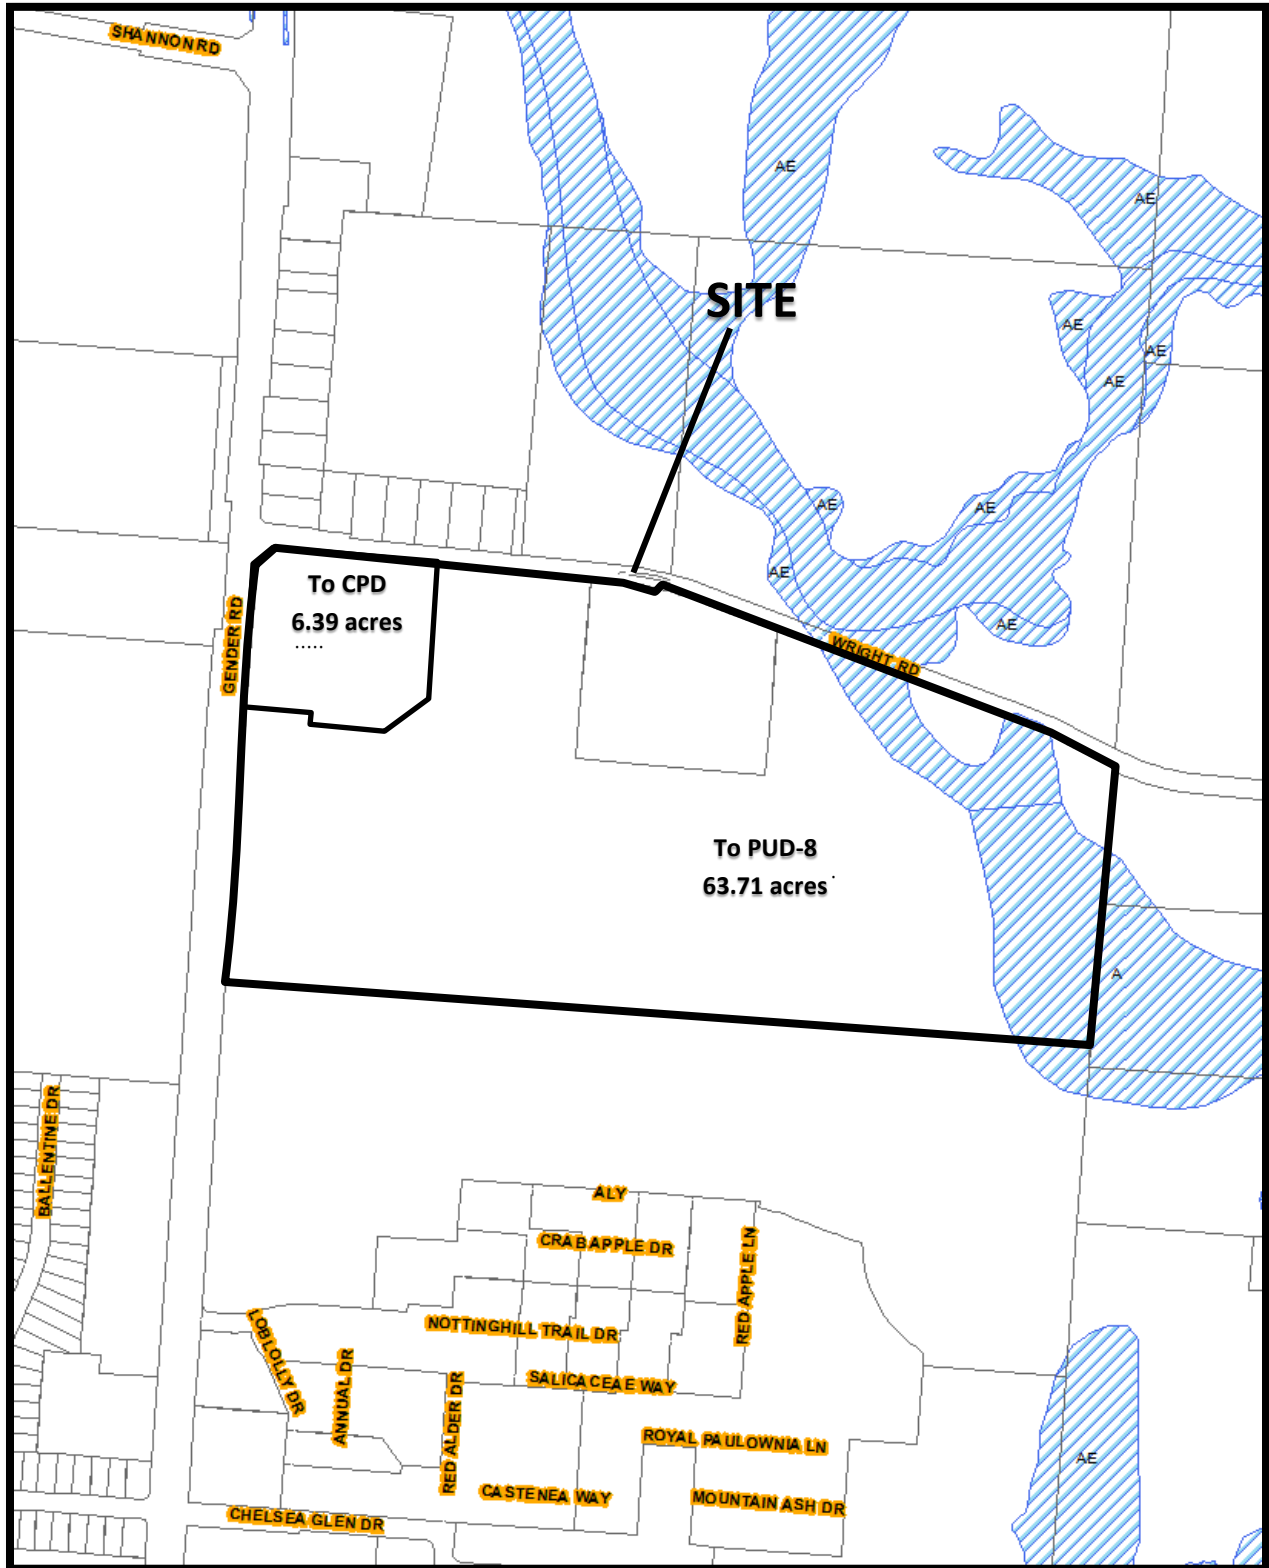 SHANNON RD
AE
AE
SITE
AE
AE
AE
AE
AE
AE
To CPD
6.39 acres
.....
GENDER RD
AE
WRIGHT RD
To PUD-8
63.71 acres
A
BALLENTINE DR
ALY
CRABAPPLE DR
RED APPLE LN
LOBLOLLY DR
NOTTINGHILL TRAIL DR
ANNUAL DR
RED ALDER DR
SALICACEAE WAY
ROYAL PAULOWNIA LN
AE
CASTENEA WAY
MOUNTAIN ASH DR
CHELSEA GLEN DR